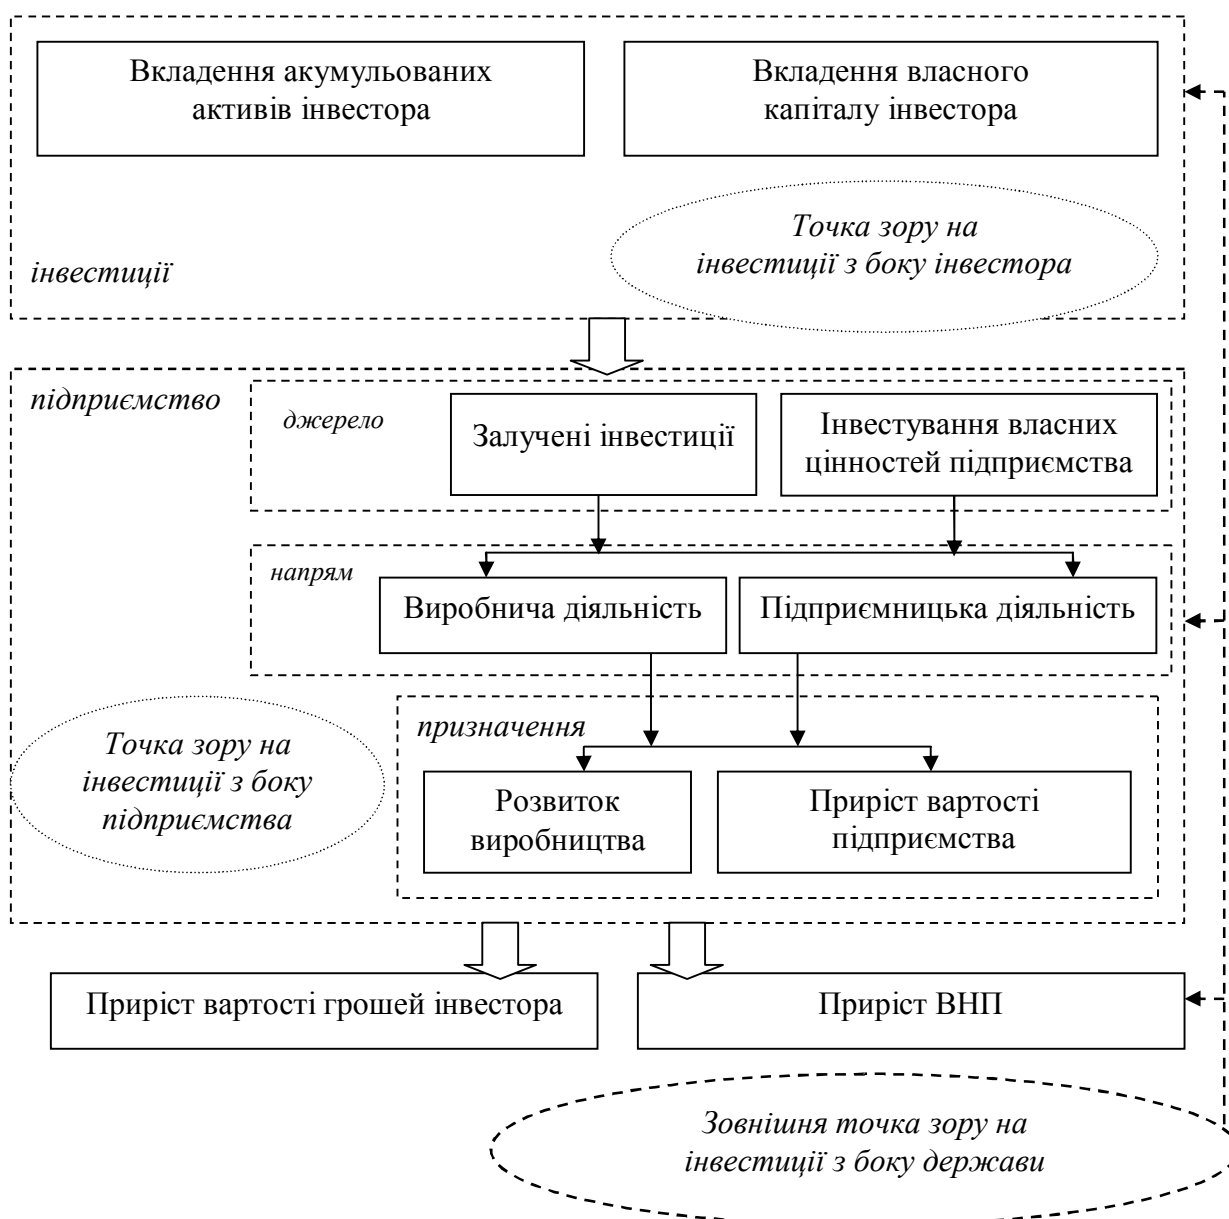 Вкладення акумульованих
активів інвестора
Вкладення власного
капіталу інвестора
Точка зору на
інвестиції з боку інвестора
інвестиції
підприємство
джерело
Залучені інвестиції
Інвестування власних
цінностей підприємства
напрям
Виробнича діяльність
Підприємницька діяльність
призначення
Точка зору на
інвестиції з боку
підприємства
Розвиток
виробництва
Приріст вартості
підприємства
Приріст вартості грошей інвестора
Приріст ВНП
Зовнішня точка зору на
інвестиції з боку держави